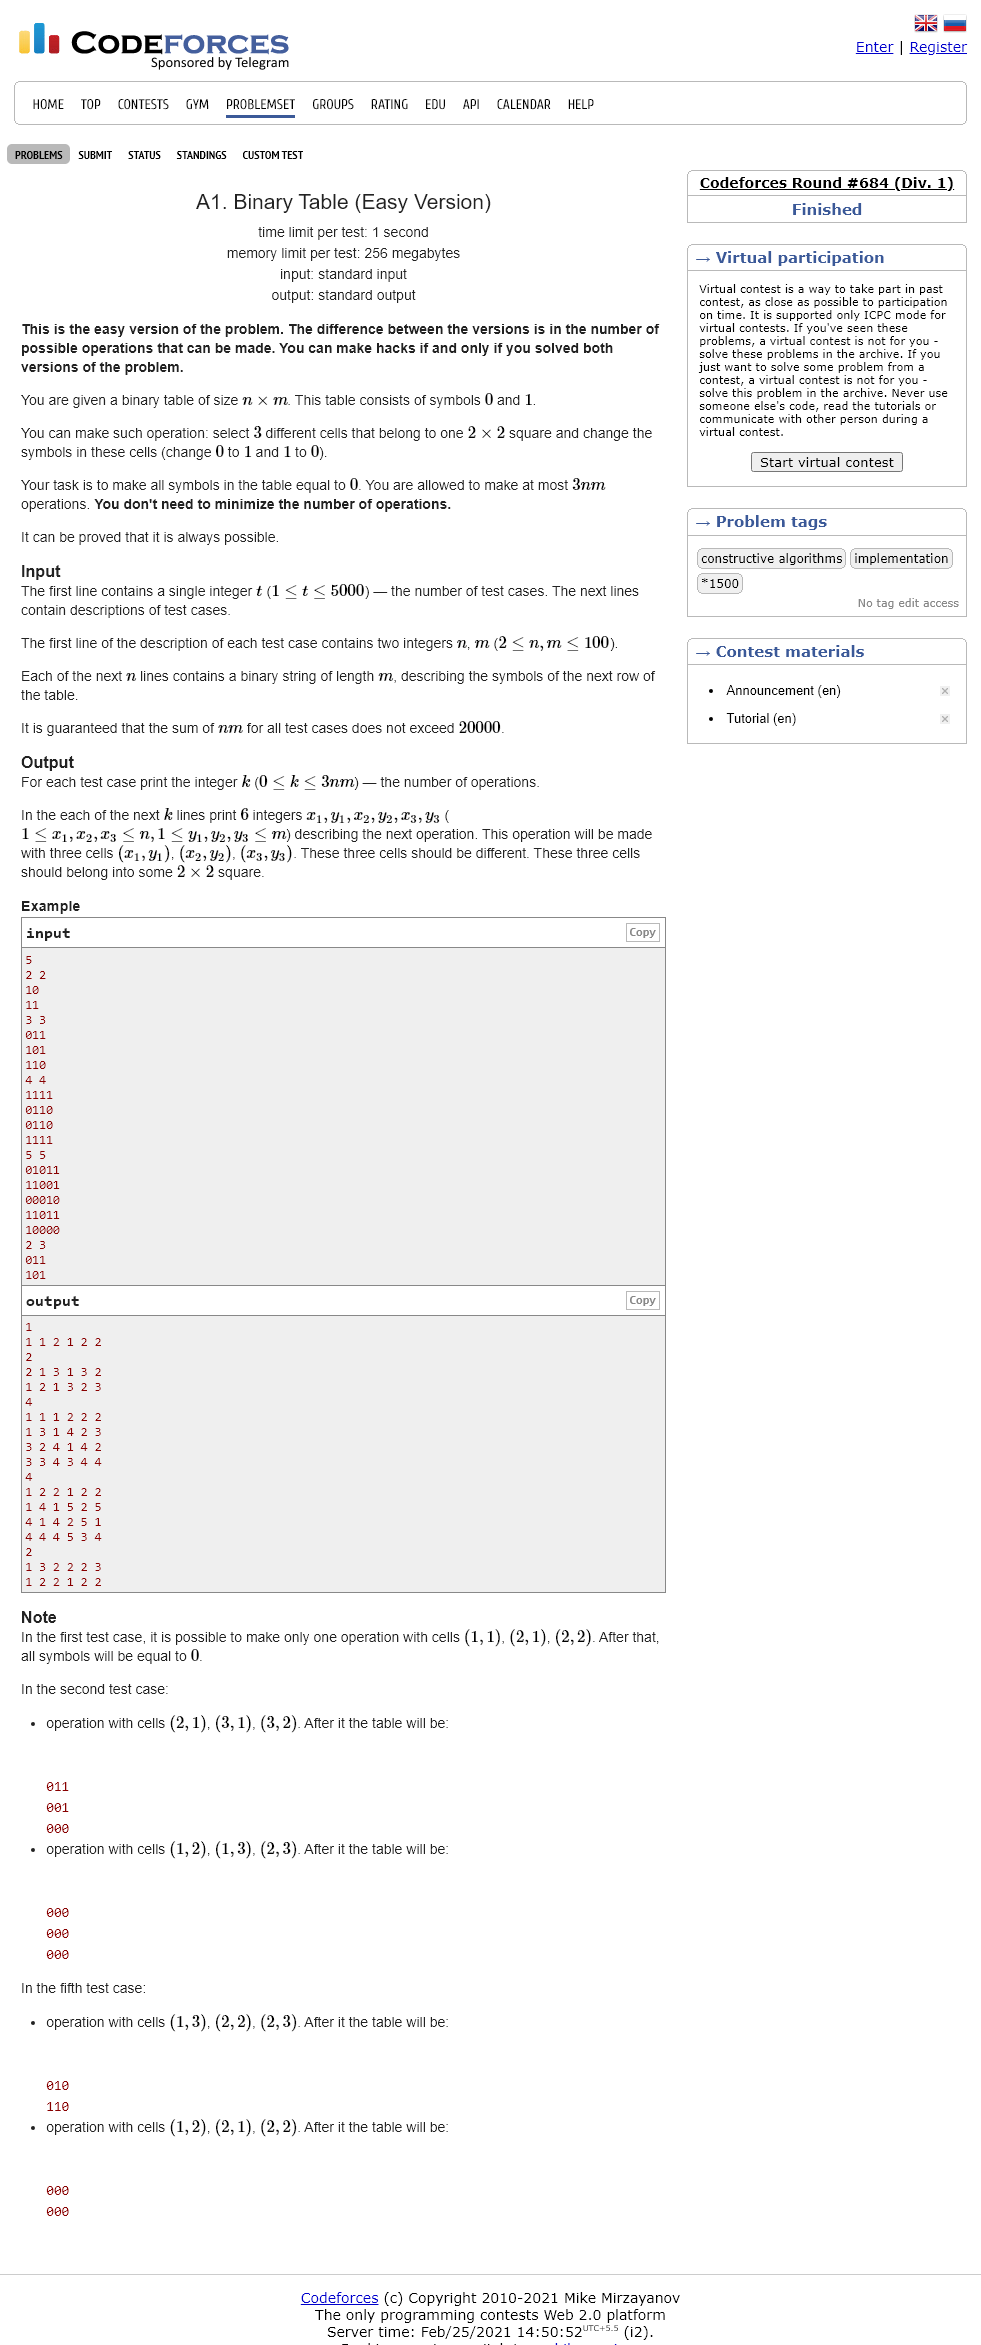 CODEFORCES
Sponsored by Telegram
Enter | Register
HOME TOP CONTESTS GYM PROBLEMSET GROUPS RATING EDU API CALENDAR HELP
PROBLEMS SUBMIT STATUS STANDINGS CUSTOM TEST
A1. Binary Table (Easy Version)
time limit per test: 1 second
memory limit per test: 256 megabytes
input: standard input
output: standard output
This is the easy version of the problem. The difference between the versions is in the number of
possible operations that can be made. You can make hacks if and only if you solved both
versions of the problem.
You are given a binary table of size n × m. This table consists of symbols 0 and 1.
You can make such operation: select 3 different cells that belong to one 2 × 2 square and change the
symbols in these cells (change 0 to 1 and 1 to 0).
Your task is to make all symbols in the table equal to 0. You are allowed to make at most 3nm
operations. You don't need to minimize the number of operations.
It can be proved that it is always possible.
Input
The first line contains a single integer t (1 ≤ t ≤ 5000) — the number of test cases. The next lines
contain descriptions of test cases.
The first line of the description of each test case contains two integers n, m (2 ≤ n, m ≤ 100).
Each of the next n lines contains a binary string of length m, describing the symbols of the next row of
the table.
It is guaranteed that the sum of nm for all test cases does not exceed 20000.
Output
For each test case print the integer k (0 ≤ k ≤ 3nm) — the number of operations.
In the each of the next k lines print 6 integers x₁, y₁, x₂, y₂, x₃, y₃ (
1 ≤ x₁, x₂, x₃ ≤ n, 1 ≤ y₁, y₂, y₃ ≤ m) describing the next operation. This operation will be made
with three cells (x₁, y₁), (x₂, y₂), (x₃, y₃). These three cells should be different. These three cells
should belong into some 2 × 2 square.
Example
input Copy
5
2 2
10
11
3 3
011
101
110
4 4
1111
0110
0110
1111
5 5
01011
11001
00010
11011
10000
2 3
011
101
output Copy
1
1 1 2 1 2 2
2
2 1 3 1 3 2
1 2 1 3 2 3
4
1 1 1 2 2 2
1 3 1 4 2 3
3 2 4 1 4 2
3 3 4 3 4 4
4
1 2 2 1 2 2
1 4 1 5 2 5
4 1 4 2 5 1
4 4 4 5 3 4
2
1 3 2 2 2 3
1 2 2 1 2 2
Note
In the first test case, it is possible to make only one operation with cells (1, 1), (2, 1), (2, 2). After that,
all symbols will be equal to 0.
In the second test case:
• operation with cells (2, 1), (3, 1), (3, 2). After it the table will be:
011
001
000
• operation with cells (1, 2), (1, 3), (2, 3). After it the table will be:
000
000
000
In the fifth test case:
• operation with cells (1, 3), (2, 2), (2, 3). After it the table will be:
010
110
• operation with cells (1, 2), (2, 1), (2, 2). After it the table will be:
000
000
Codeforces Round #684 (Div. 1)
Finished
→ Virtual participation
Virtual contest is a way to take part in past
contest, as close as possible to participation
on time. It is supported only ICPC mode for
virtual contests. If you've seen these
problems, a virtual contest is not for you -
solve these problems in the archive. If you
just want to solve some problem from a
contest, a virtual contest is not for you -
solve this problem in the archive. Never use
someone else's code, read the tutorials or
communicate with other person during a
virtual contest.
Start virtual contest
→ Problem tags
constructive algorithms implementation
*1500
No tag edit access
→ Contest materials
• Announcement (en)
• Tutorial (en)
Codeforces (c) Copyright 2010-2021 Mike Mirzayanov
The only programming contests Web 2.0 platform
Server time: Feb/25/2021 14:50:52 UTC+5.5 (i2).